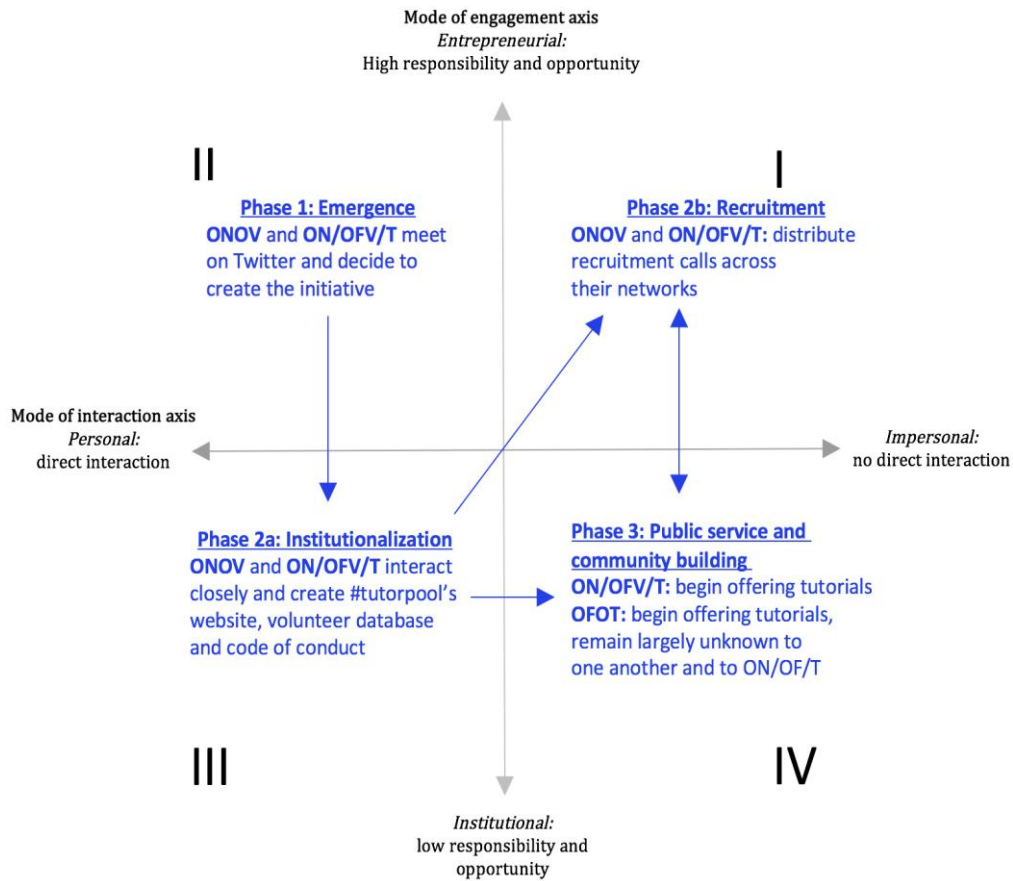 Mode of engagement axis
Entrepreneurial:
High responsibility and opportunity
II
I
Phase 1: Emergence
ONOV and ON/OFV/T meet
on Twitter and decide to
create the initiative
Phase 2b: Recruitment
ONOV and ON/OFV/T: distribute
recruitment calls across
their networks
Mode of interaction axis
Personal:
direct interaction
Impersonal:
no direct interaction
Phase 2a: Institutionalization
ONOV and ON/OFV/T interact
closely and create #tutorpool's
website, volunteer database
and code of conduct
Phase 3: Public service and
community building
ON/OFV/T: begin offering tutorials
OFOT: begin offering tutorials,
remain largely unknown to
one another and to ON/OF/T
III
IV
Institutional:
low responsibility and
opportunity